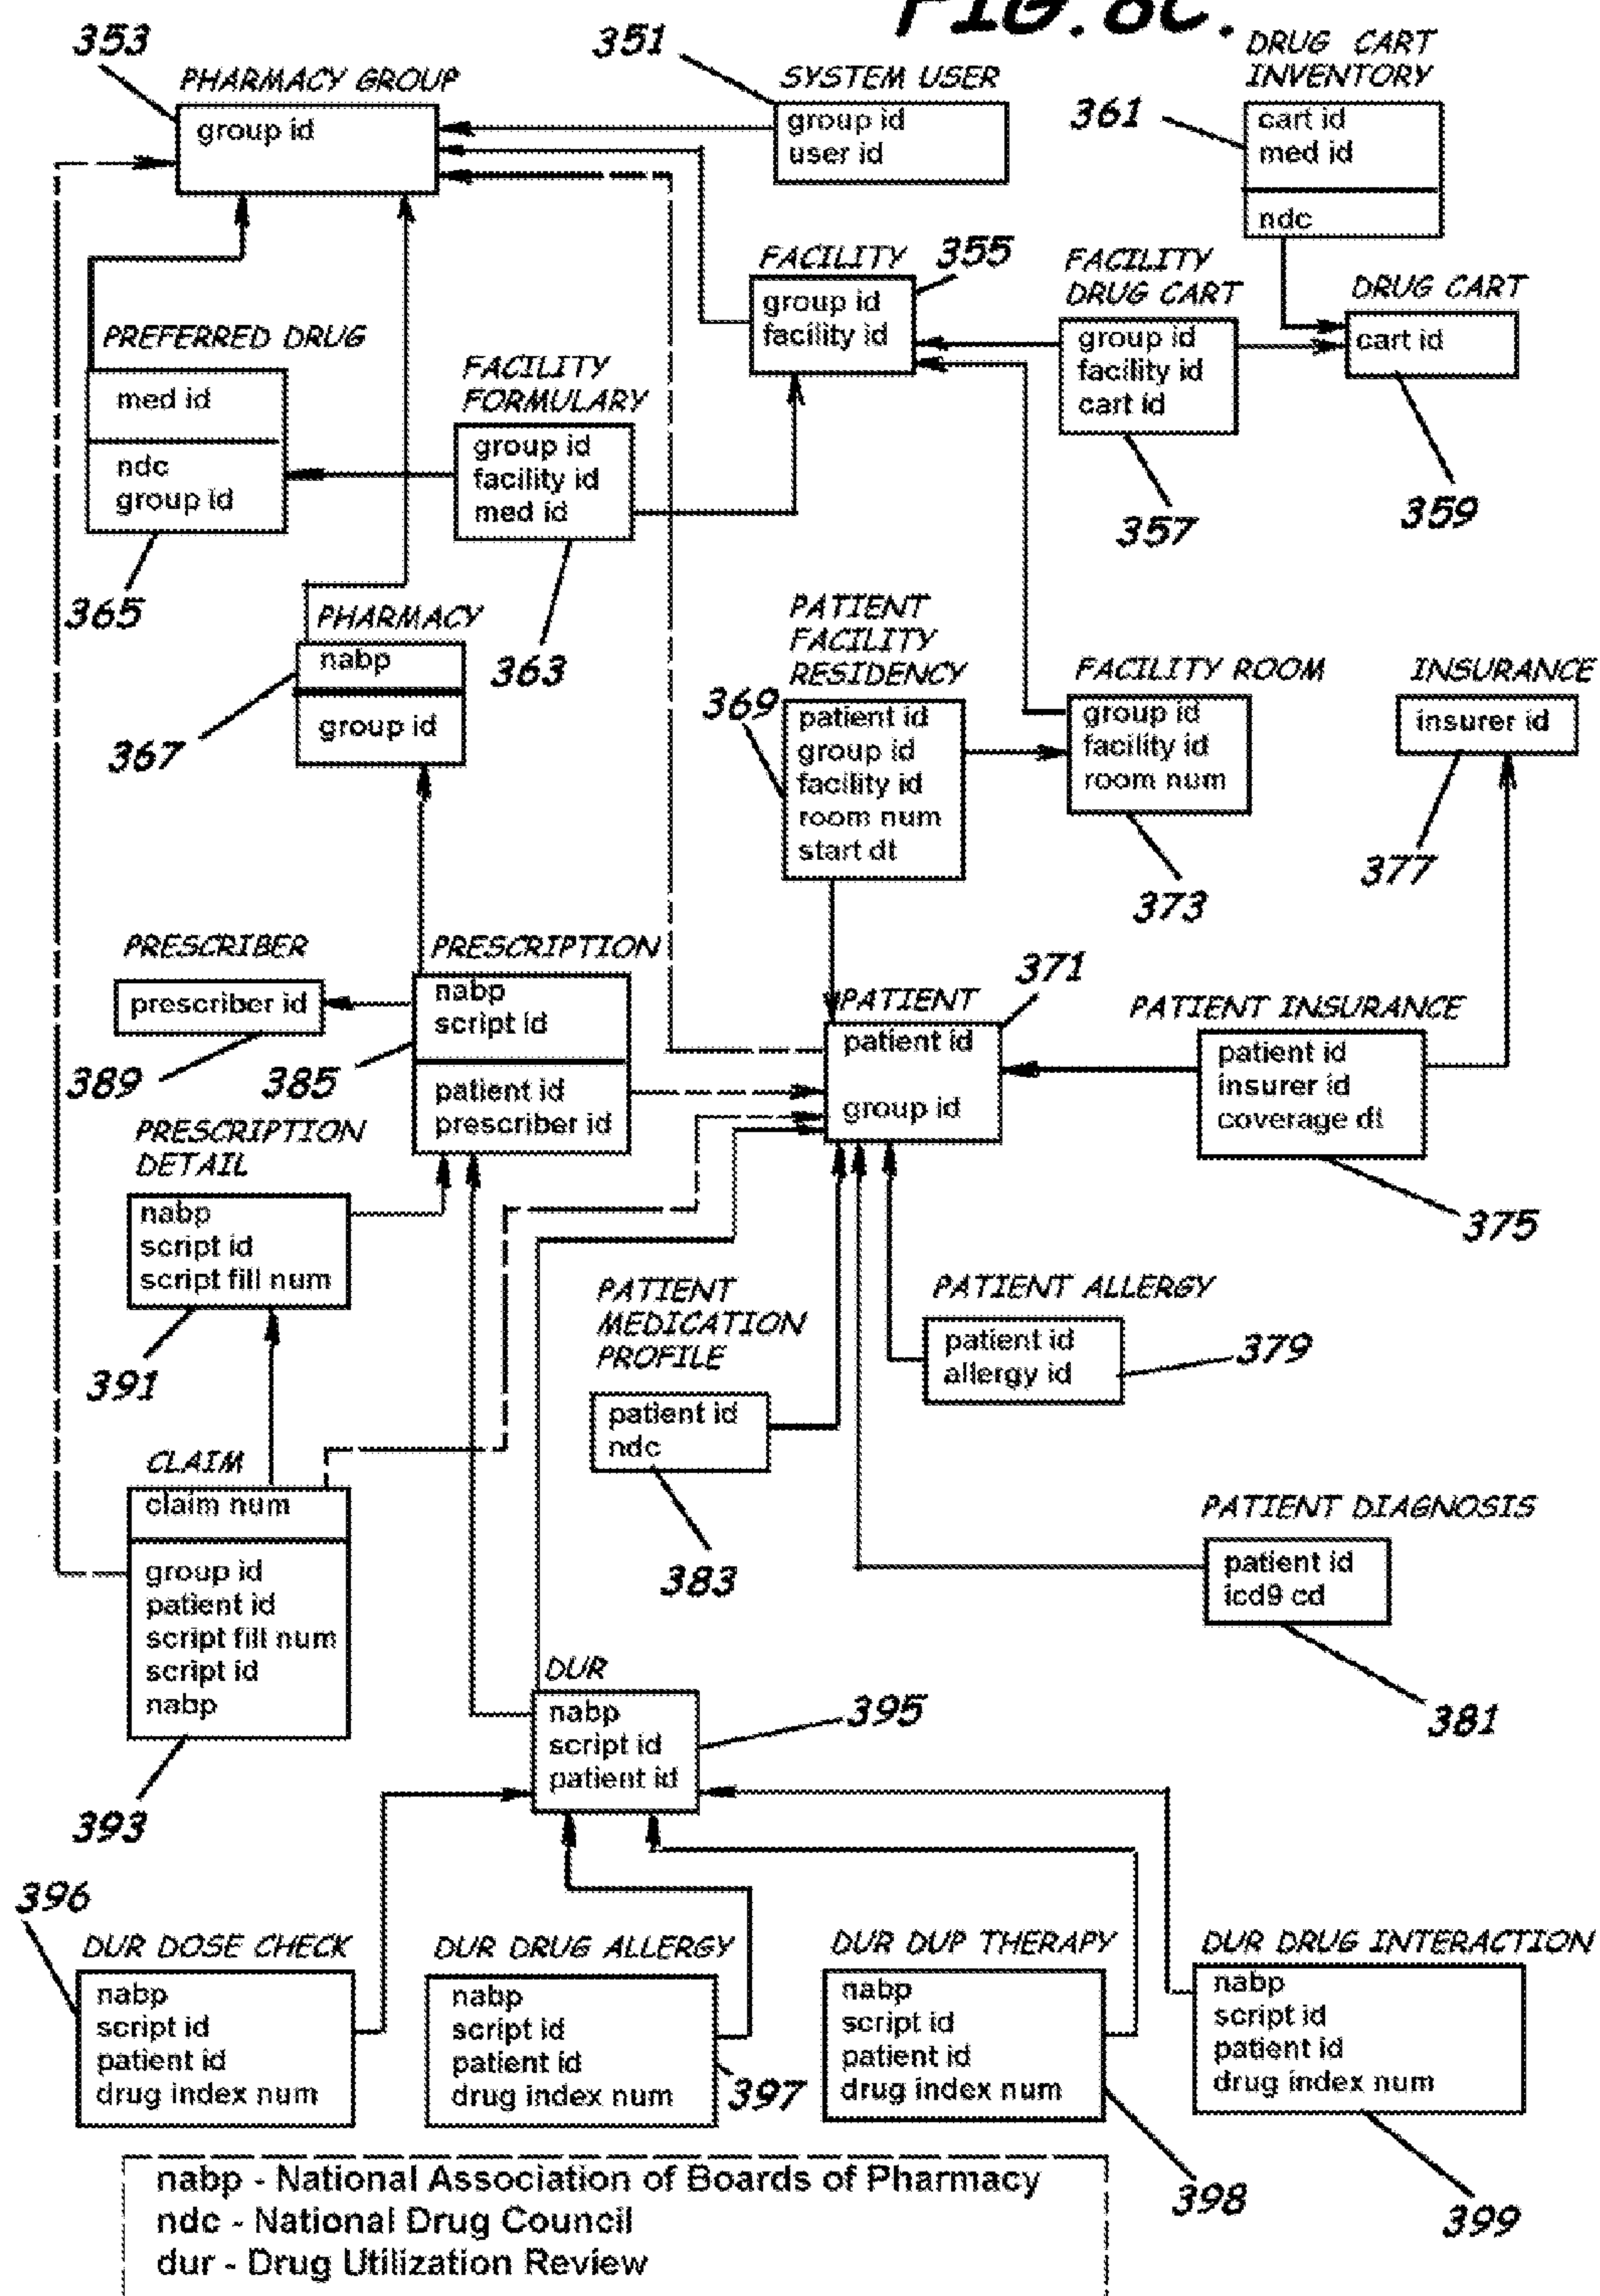 FIG. 8C.
353
PHARMACY GROUP
group id
351
SYSTEM USER
group id
user id
DRUG CART
INVENTORY
361
cart id
med id
ndc
FACILITY
355
group id
facility id
FACILITY
DRUG CART
group id
facility id
cart id
357
DRUG CART
cart id
359
PREFERRED DRUG
med id
ndc
group id
365
FACILITY
FORMULARY
group id
facility id
med id
363
PHARMACY
nabp
group id
367
PATIENT
FACILITY
RESIDENCY
369
patient id
group id
facility id
room num
start dt
FACILITY ROOM
group id
facility id
room num
373
INSURANCE
insurer id
377
PRESCRIBER
prescriber id
389
PRESCRIPTION
nabp
script id
patient id
prescriber id
385
PATIENT
371
patient id
group id
PATIENT INSURANCE
patient id
insurer id
coverage dt
375
PRESCRIPTION
DETAIL
nabp
script id
script fill num
391
PATIENT
MEDICATION
PROFILE
patient id
ndc
383
PATIENT ALLERGY
patient id
allergy id
379
CLAIM
claim num
group id
patient id
script fill num
script id
nabp
393
PATIENT DIAGNOSIS
patient id
icd9 cd
381
DUR
nabp
script id
patient id
395
396
DUR DOSE CHECK
nabp
script id
patient id
drug index num
DUR DRUG ALLERGY
nabp
script id
patient id
drug index num
397
DUR DUP THERAPY
nabp
script id
patient id
drug index num
398
DUR DRUG INTERACTION
nabp
script id
patient id
drug index num
399
nabp - National Association of Boards of Pharmacy
ndc - National Drug Council
dur - Drug Utilization Review